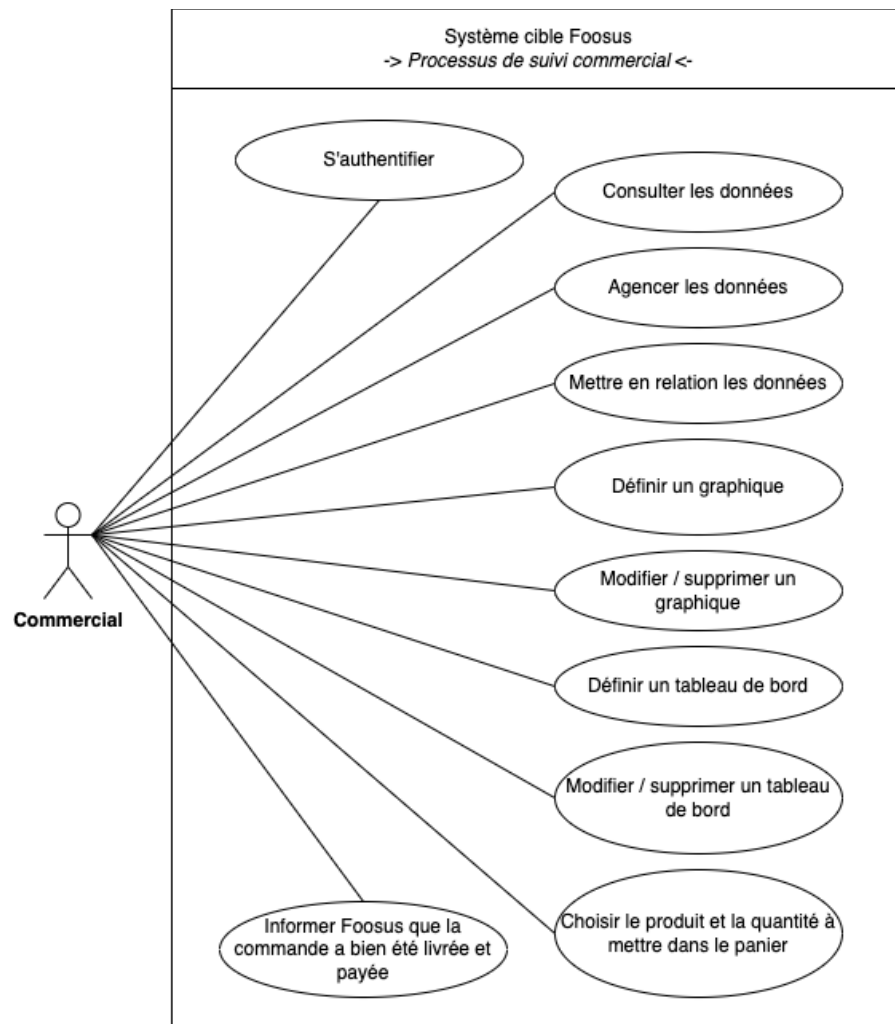 Système cible Foosus
-> Processus de suivi commercial <-
S'authentifier
Consulter les données
Agencer les données
Mettre en relation les données
Définir un graphique
Modifier / supprimer un
graphique
Commercial
Définir un tableau de bord
Modifier / supprimer un tableau
de bord
Choisir le produit et la quantité à
mettre dans le panier
Informer Foosus que la
commande a bien été livrée et
payée